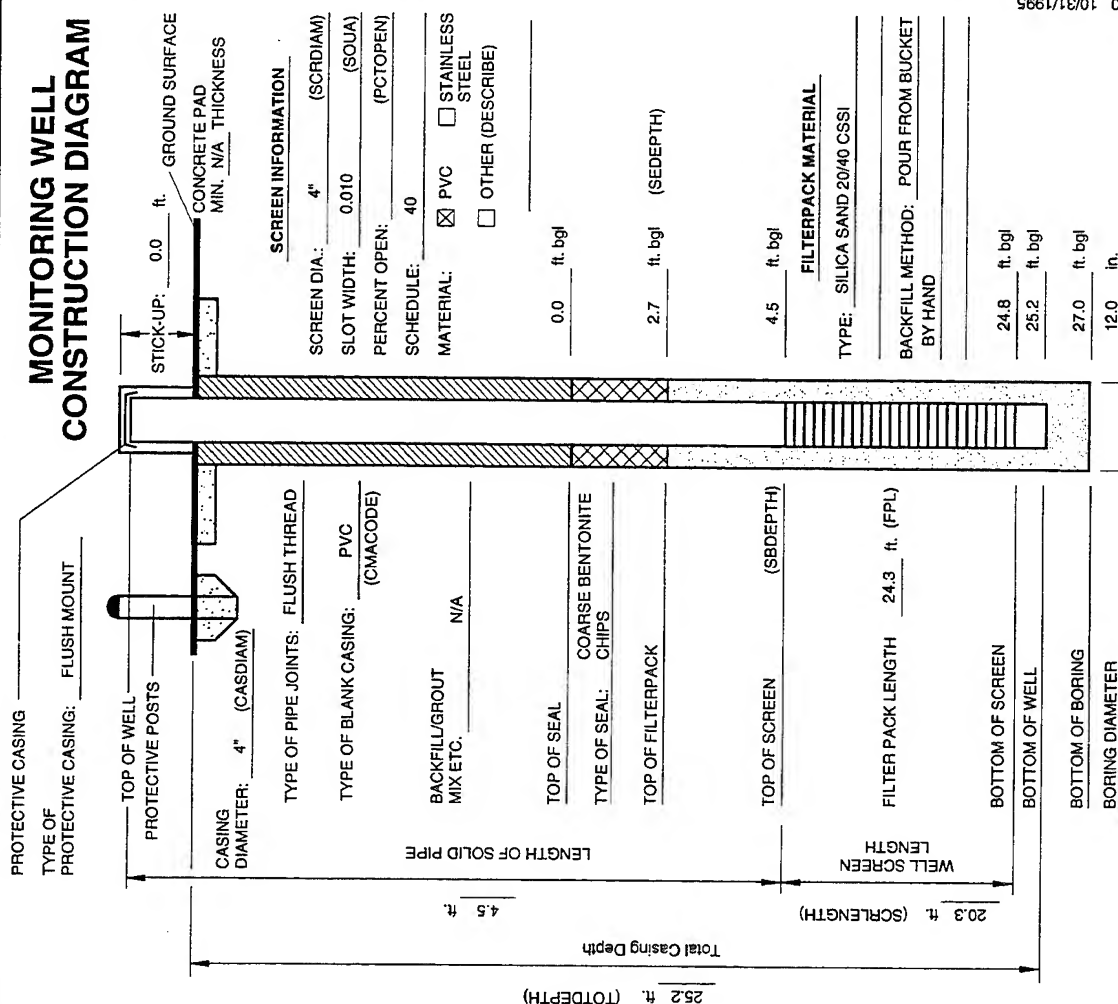 MONITORING WELL
CONSTRUCTION DIAGRAM
PROTECTIVE CASING
TYPE OF
PROTECTIVE CASING: FLUSH MOUNT
TOP OF WELL
PROTECTIVE POSTS
STICK-UP: 0.0 ft.
GROUND SURFACE
CONCRETE PAD
MIN. N/A THICKNESS
CASING
DIAMETER: 4" (CASDIAM)
TYPE OF PIPE JOINTS: FLUSH THREAD
TYPE OF BLANK CASING: PVC
(CMACODE)
BACKFILL/GROUT
MIX ETC. N/A
SCREEN INFORMATION
SCREEN DIA.: 4" (SCRDIAM)
SLOT WIDTH: 0.010 (SOUA)
PERCENT OPEN: (PCTOPEN)
SCHEDULE: 40
MATERIAL: ☒ PVC ☐ STAINLESS
STEEL
☐ OTHER (DESCRIBE)
TOP OF SEAL 0.0 ft. bgl
TYPE OF SEAL: COARSE BENTONITE
CHIPS
TOP OF FILTERPACK 2.7 ft. bgl (SEDEPTH)
TOP OF SCREEN (SBDEPTH) 4.5 ft. bgl
FILTERPACK MATERIAL
TYPE: SILICA SAND 20/40 CSSI
BACKFILL METHOD: POUR FROM BUCKET
BY HAND
FILTER PACK LENGTH 24.3 ft. (FPL)
BOTTOM OF SCREEN 24.8 ft. bgl
BOTTOM OF WELL 25.2 ft. bgl
BOTTOM OF BORING 27.0 ft. bgl
BORING DIAMETER 12.0 in.
LENGTH OF SOLID PIPE
4.5 ft.
WELL SCREEN
LENGTH
20.3 ft. (SCRLENGTH)
Total Casing Depth
25.2 ft. (TOTDEPTH)
10/31/1995